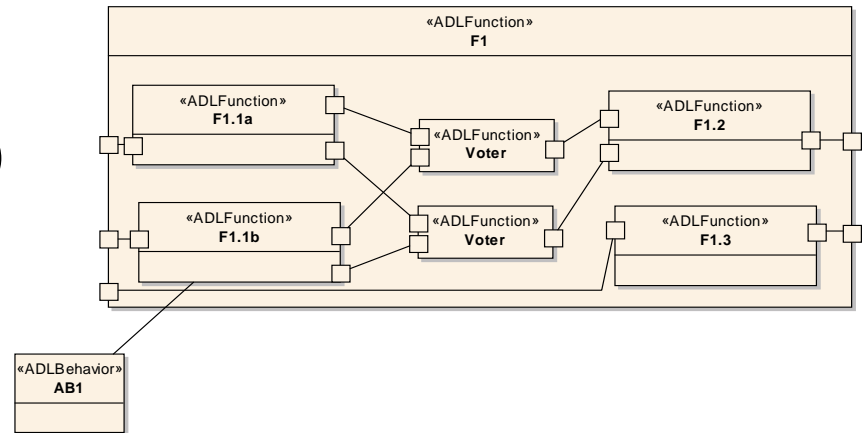 «ADLFunction»
F1
«ADLFunction»
F1.1a
«ADLFunction»
Voter
«ADLFunction»
F1.2
«ADLFunction»
F1.1b
«ADLFunction»
Voter
«ADLFunction»
F1.3
«ADLBehavior»
AB1